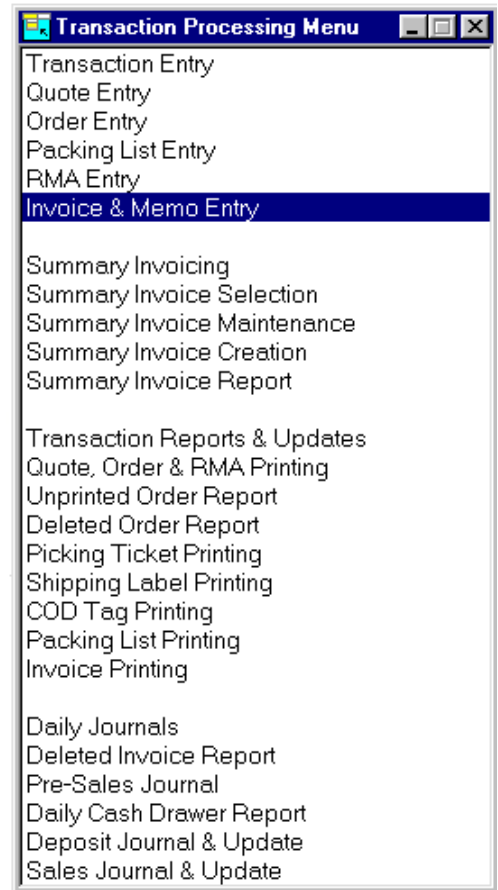 Transaction Processing Menu
Transaction Entry
Quote Entry
Order Entry
Packing List Entry
RMA Entry
Invoice & Memo Entry
Summary Invoicing
Summary Invoice Selection
Summary Invoice Maintenance
Summary Invoice Creation
Summary Invoice Report
Transaction Reports & Updates
Quote, Order & RMA Printing
Unprinted Order Report
Deleted Order Report
Picking Ticket Printing
Shipping Label Printing
COD Tag Printing
Packing List Printing
Invoice Printing
Daily Journals
Deleted Invoice Report
Pre-Sales Journal
Daily Cash Drawer Report
Deposit Journal & Update
Sales Journal & Update